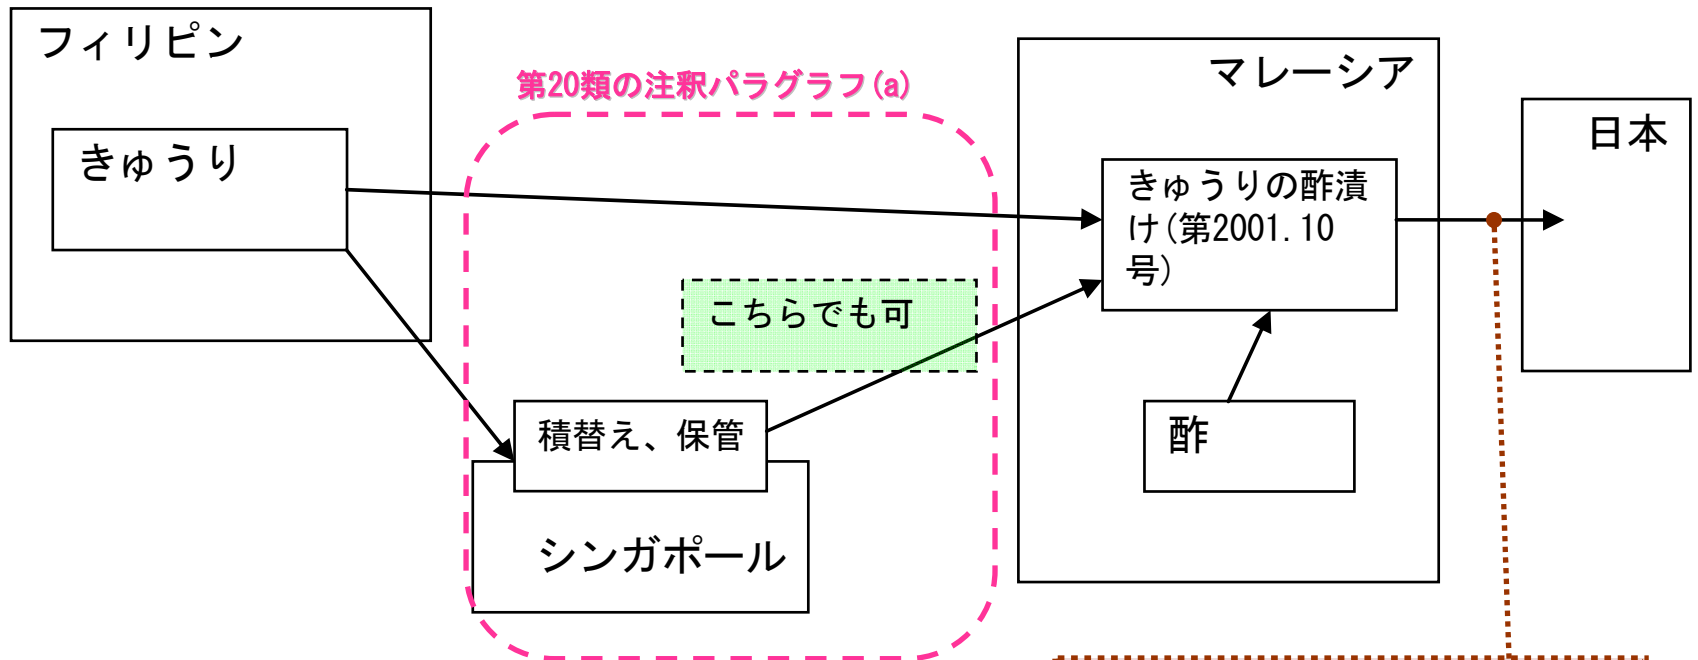 フィリピン
きゅうり
第20類の注釈パラグラフ(a)
こちらでも可
積替え、保管
シンガポール
マレーシア
きゅうりの酢漬
け(第2001.10
号)
酢
日本